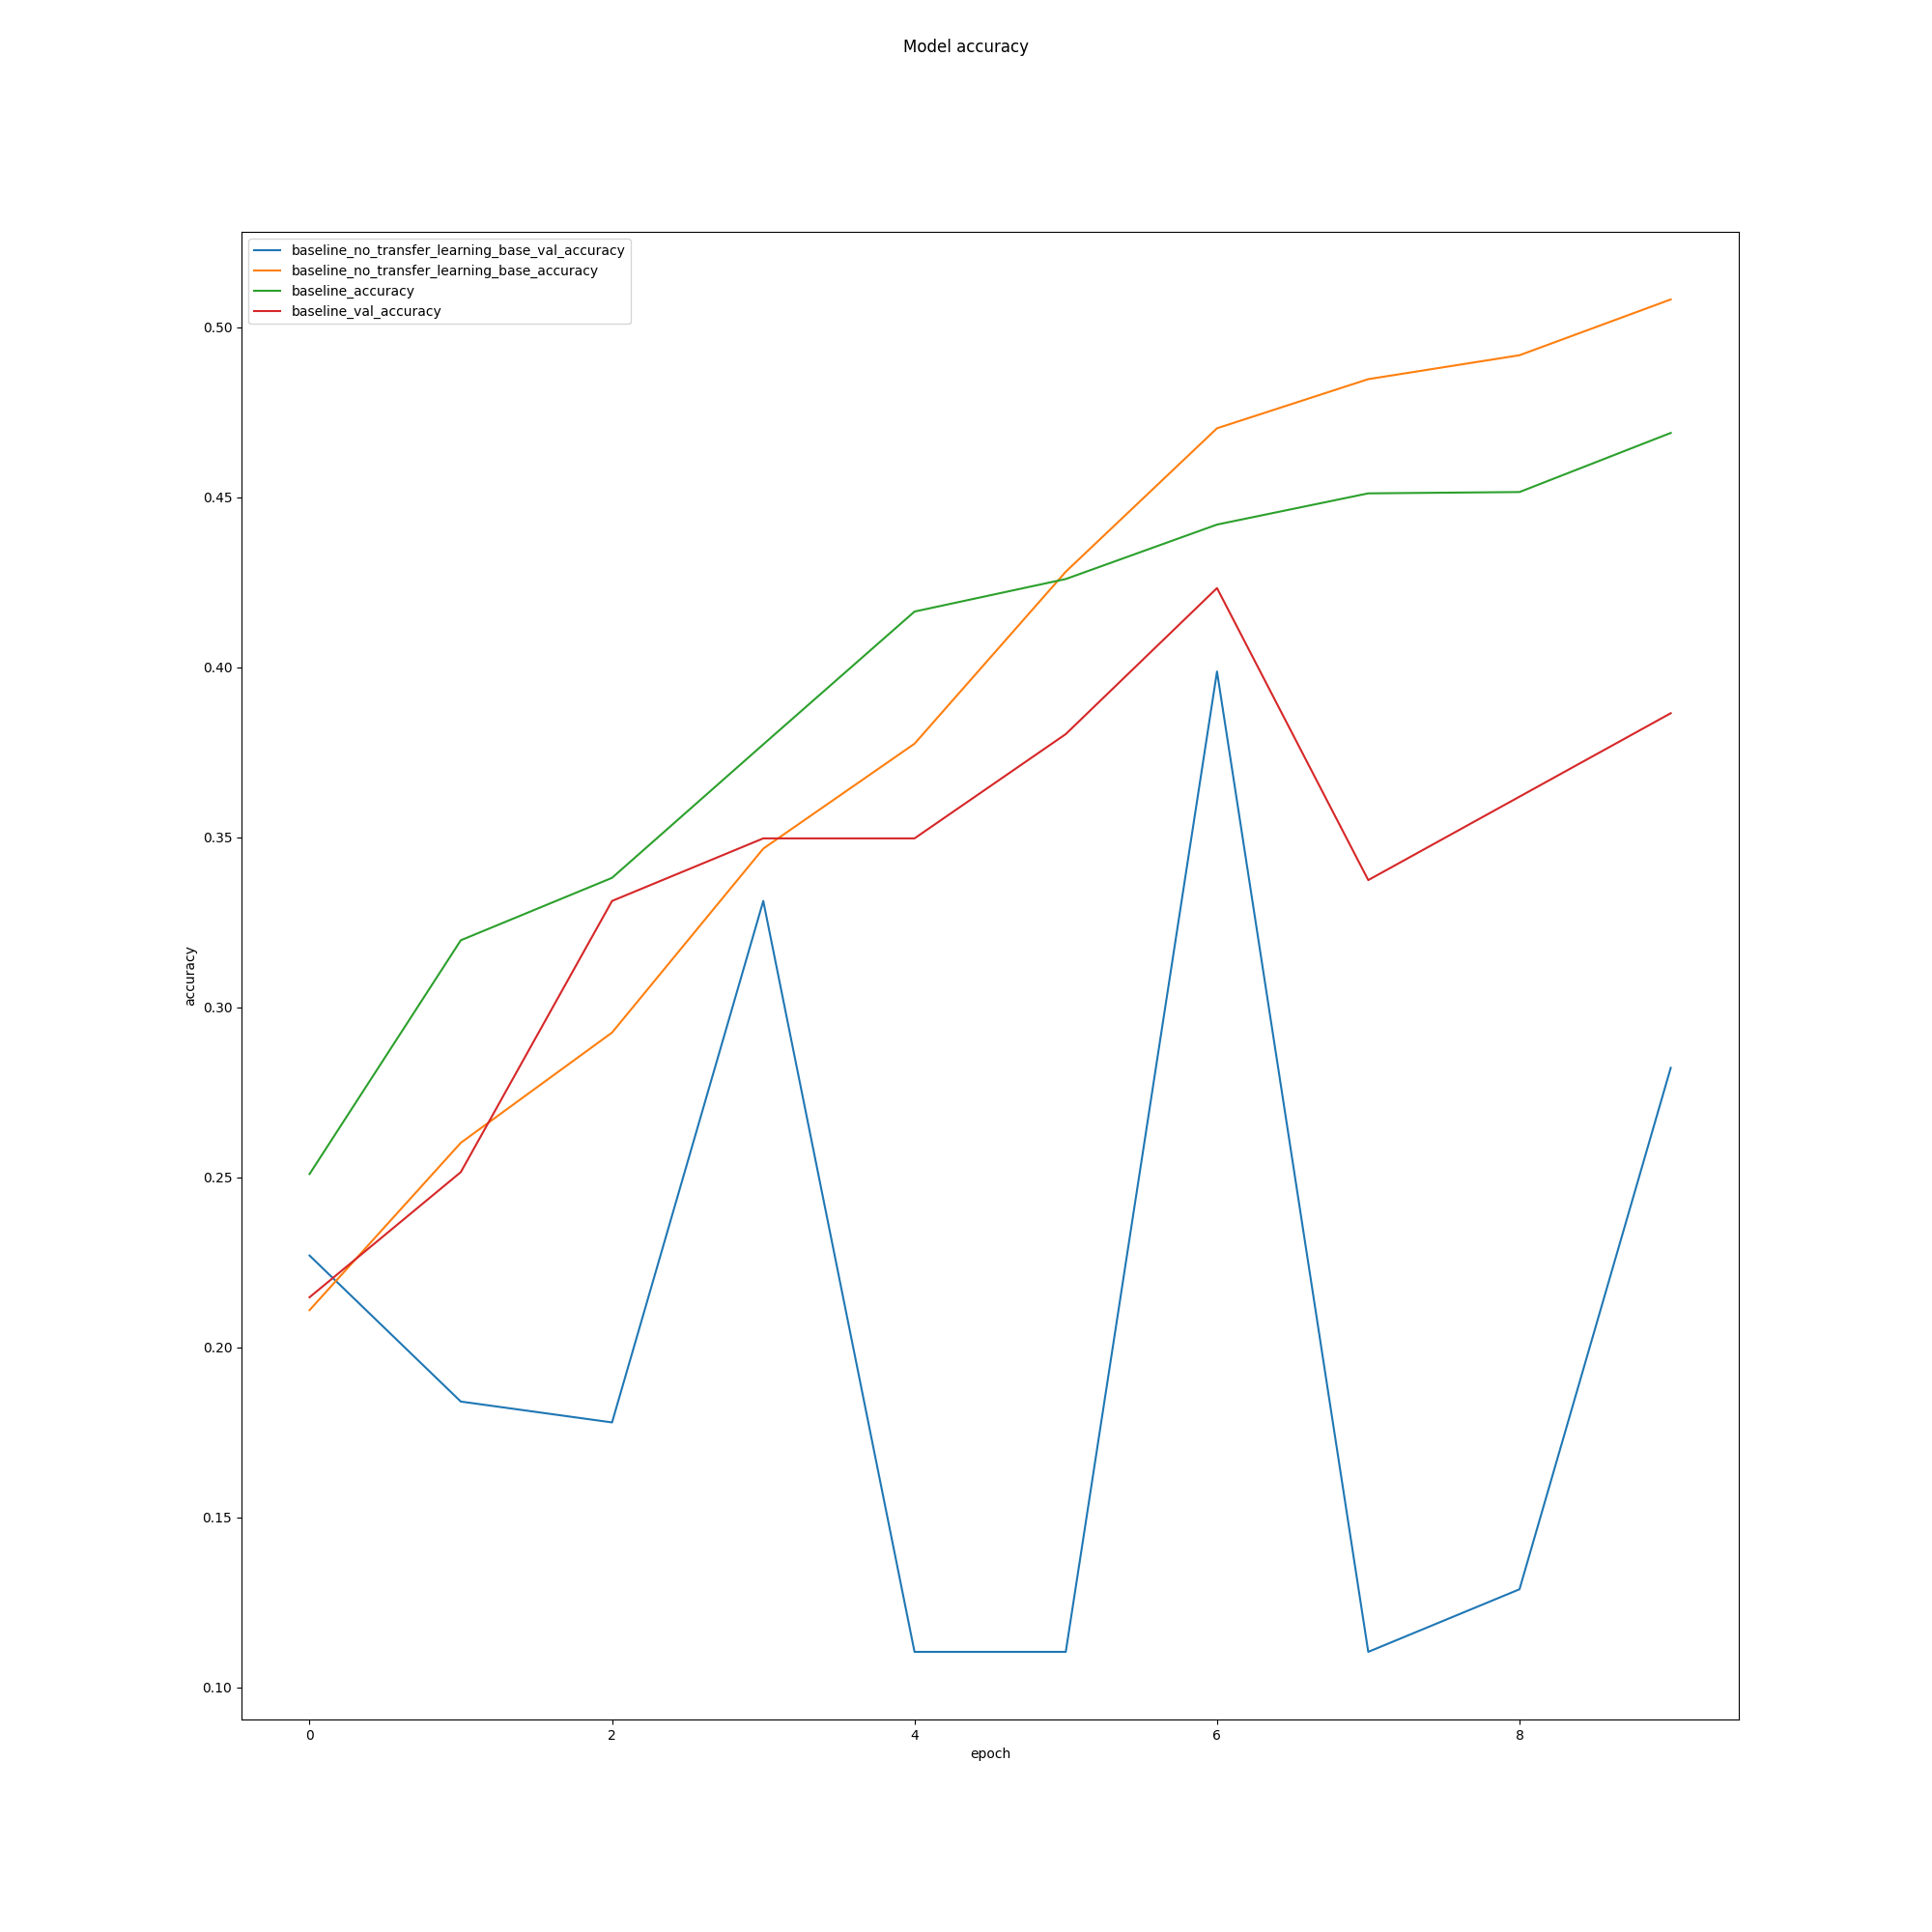 Model accuracy
baseline_no_transfer_learning_base_val_accuracy
baseline_no_transfer_learning_base_accuracy
baseline_accuracy
baseline_val_accuracy
0.50
0.45
0.40
0.35
0.30
0.25
0.20
0.15
0.10
accuracy
0 2 4 6 8
epoch